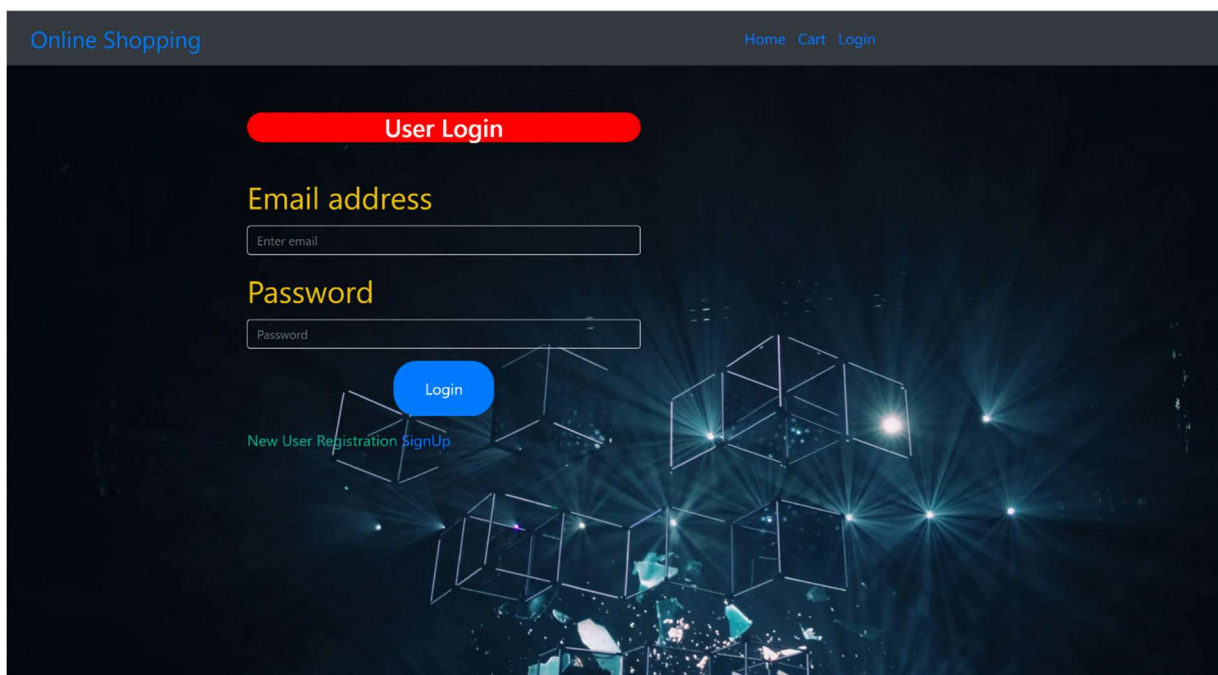 Online Shopping
Home Cart Login
User Login
Email address
Enter email
Password
Password
Login
New User Registration SignUp